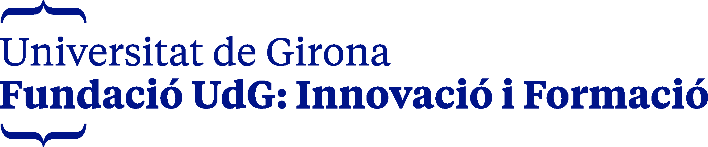 Universitat de Girona
Fundació UdG: Innovació i Formació